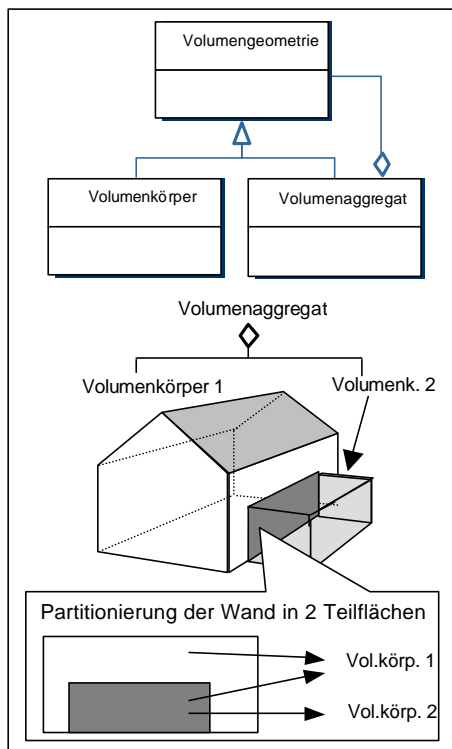 Volumengeometrie
Volumenkörper
Volumenaggregat
Volumenaggregat
Volumenkörper 1
Volumenk. 2
Partitionierung der Wand in 2 Teilflächen
Vol.körp. 1
Vol.körp. 2